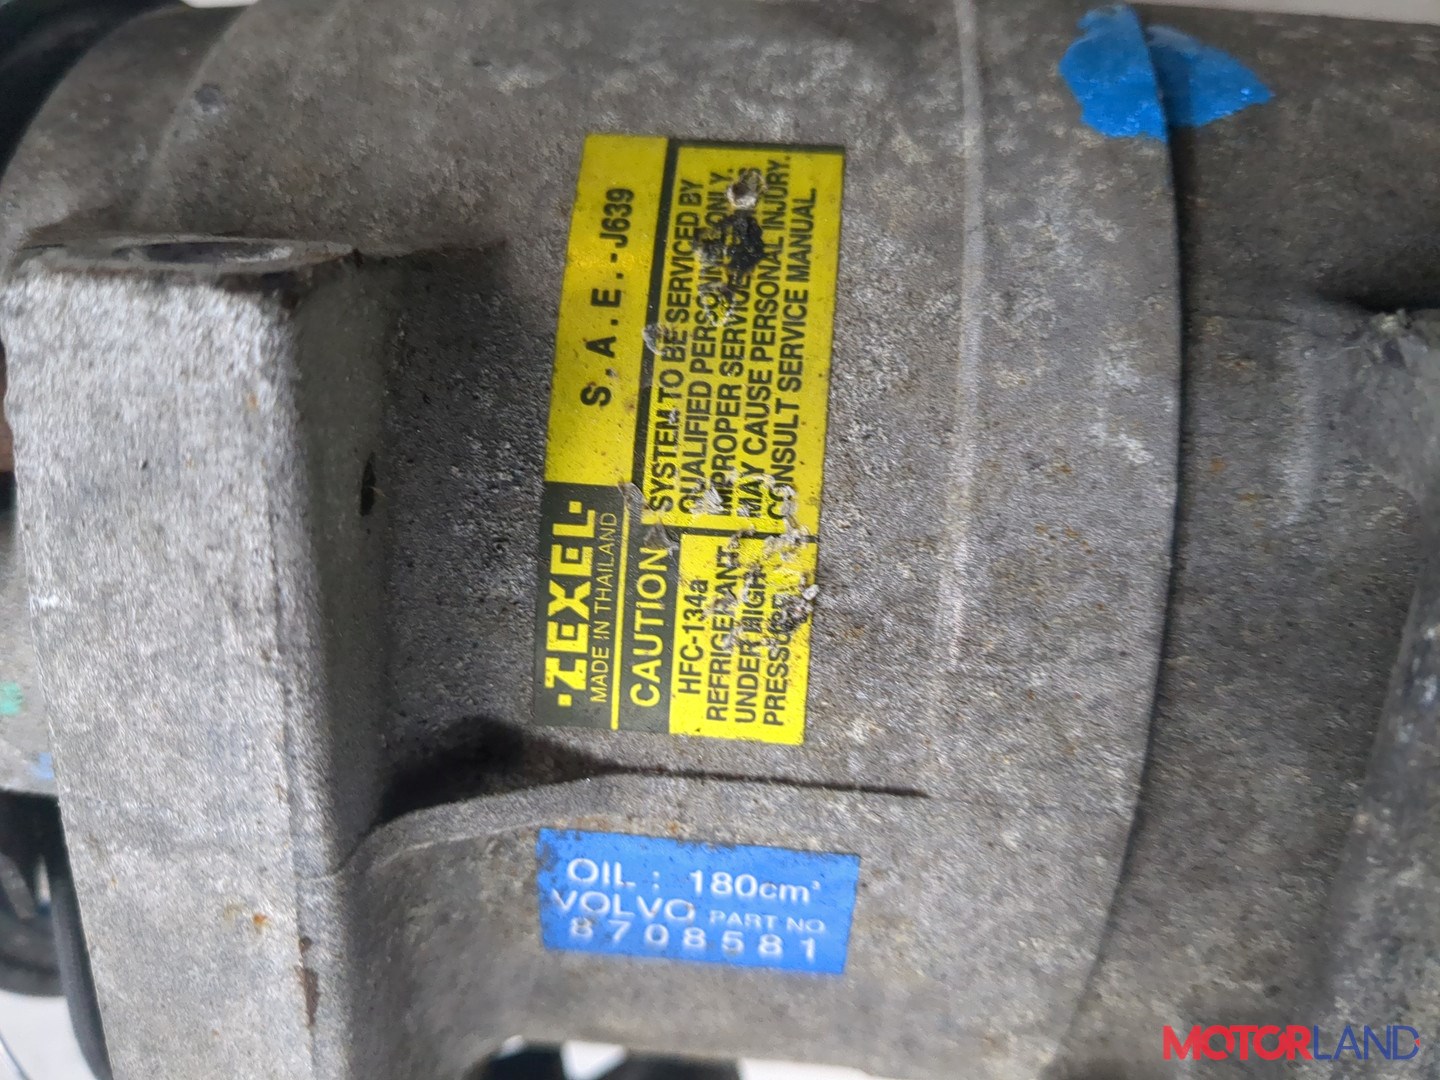 ·ZEXEL·
MADE IN THAILAND
S.A.E.-J639
CAUTION
HFC-134a
REFRIGERANT
UNDER HIGH
PRESSURE
SYSTEM TO BE SERVICED BY
QUALIFIED PERSONNEL ONLY.
IMPROPER SERVICE
MAY CAUSE PERSONAL INJURY.
CONSULT SERVICE MANUAL
OIL : 180cm³
VOLVO PART NO.
8708581
MOTORLAND